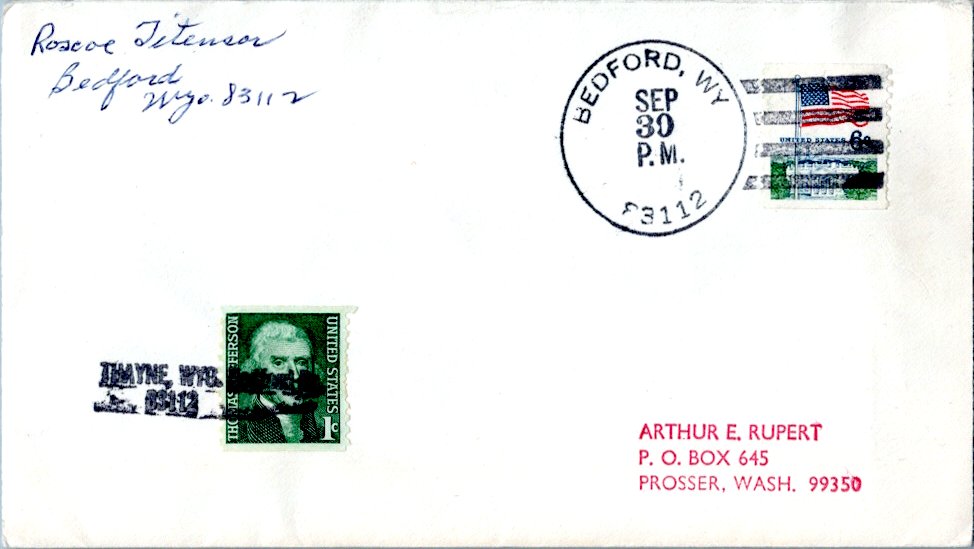 Roscoe Titensor
Bedford
Wyo. 83112
BEDFORD, WY
SEP
30
P.M.
83112
UNITED STATES 6c
THOMAS JEFFERSON
UNITED STATES
1c
THAYNE, WYO.
83112
ARTHUR E. RUPERT
P. O. BOX 645
PROSSER, WASH. 99350